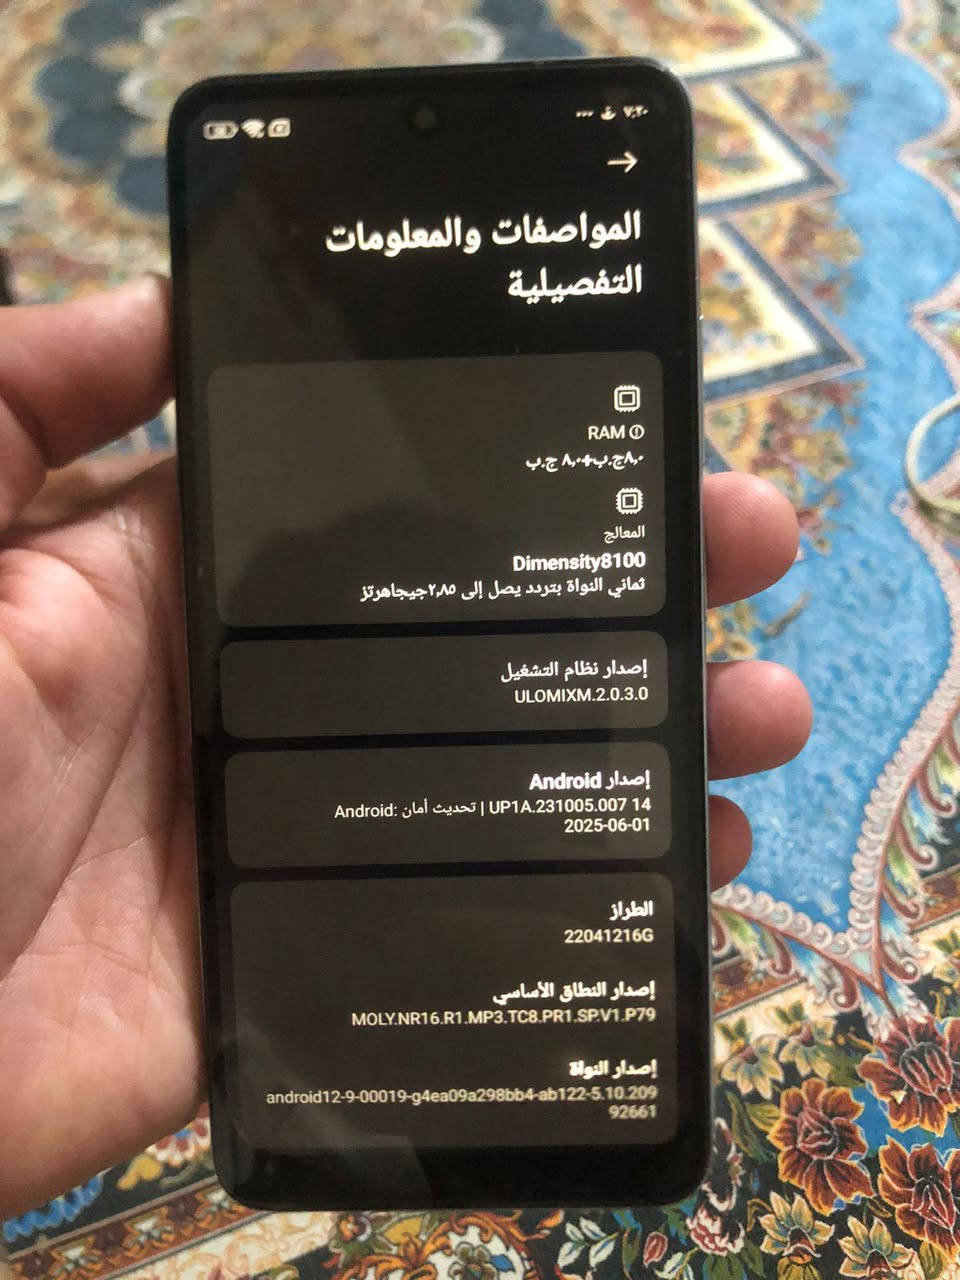 ٧:٢٠
المواصفات والمعلومات
التفصيلية
RAM
٨,٠ج.ب+٨,٠ ج.ب
المعالج
Dimensity8100
ثماني النواة بتردد يصل إلى ٢,٨٥جيجاهرتز
إصدار نظام التشغيل
ULOMIXM.2.0.3.0
إصدار Android
14 UP1A.231005.007 | تحديث أمان Android:
2025-06-01
الطراز
22041216G
إصدار النطاق الأساسي
MOLY.NR16.R1.MP3.TC8.PR1.SP.V1.P79
إصدار النواة
5.10.209-android12-9-00019-g4ea09a298bb4-ab122
92661